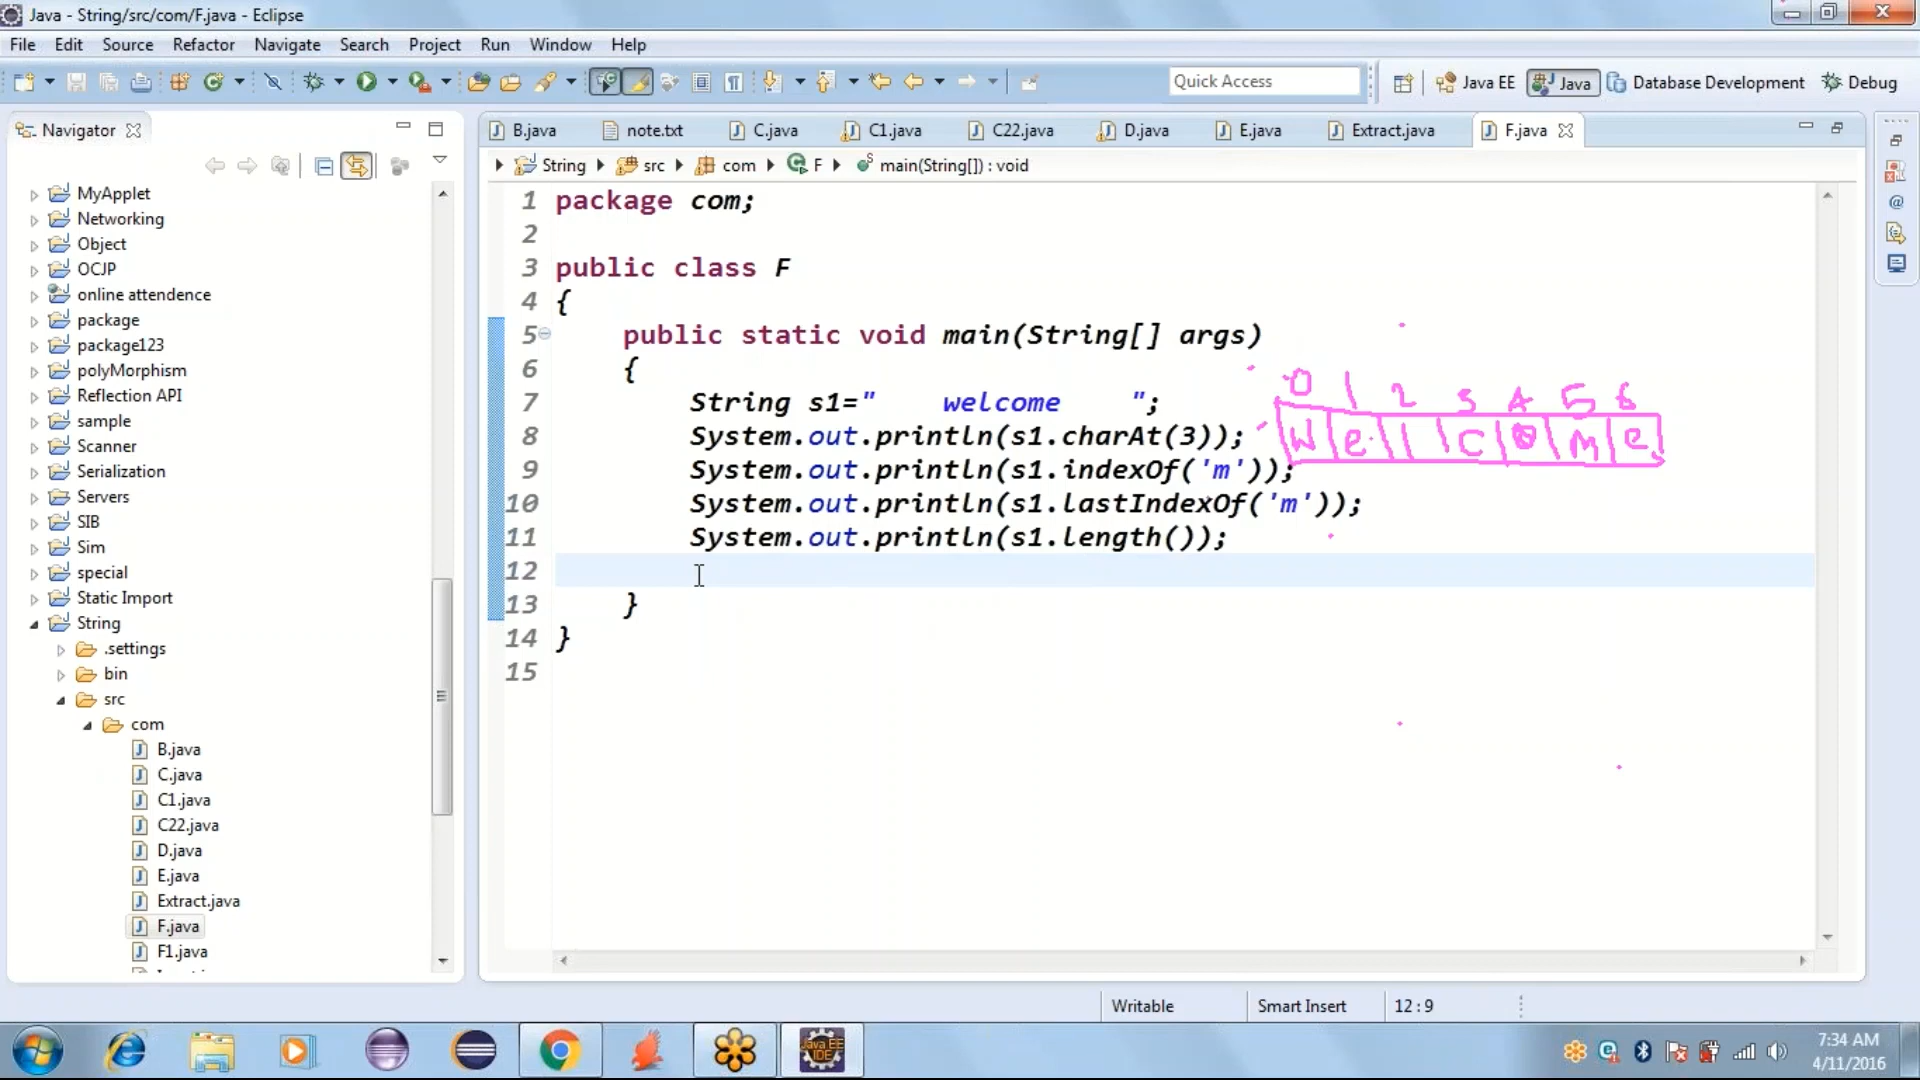 Java - String/src/com/F.java - Eclipse
File Edit Source Refactor Navigate Search Project Run Window Help
Quick Access
Java EE Java Database Development Debug
Navigator
B.java note.txt C.java C1.java C22.java D.java E.java Extract.java F.java
String src com F main(String[]) : void
MyApplet
Networking
Object
OCJP
online attendence
package
package123
polyMorphism
Reflection API
sample
Scanner
Serialization
Servers
SIB
Sim
special
Static Import
String
.settings
bin
src
com
B.java
C.java
C1.java
C22.java
D.java
E.java
Extract.java
F.java
F1.java
1 package com;
2
3 public class F
4 {
5     public static void main(String[] args)
6     {
7         String s1="    welcome    ";
8         System.out.println(s1.charAt(3));
9         System.out.println(s1.indexOf('m'));
10         System.out.println(s1.lastIndexOf('m'));
11         System.out.println(s1.length());
12
13     }
14 }
15
0 1 2 3 4 5 6
W e l c o m e
Writable Smart Insert 12 : 9
Java EE
IDE
7:34 AM
4/11/2016